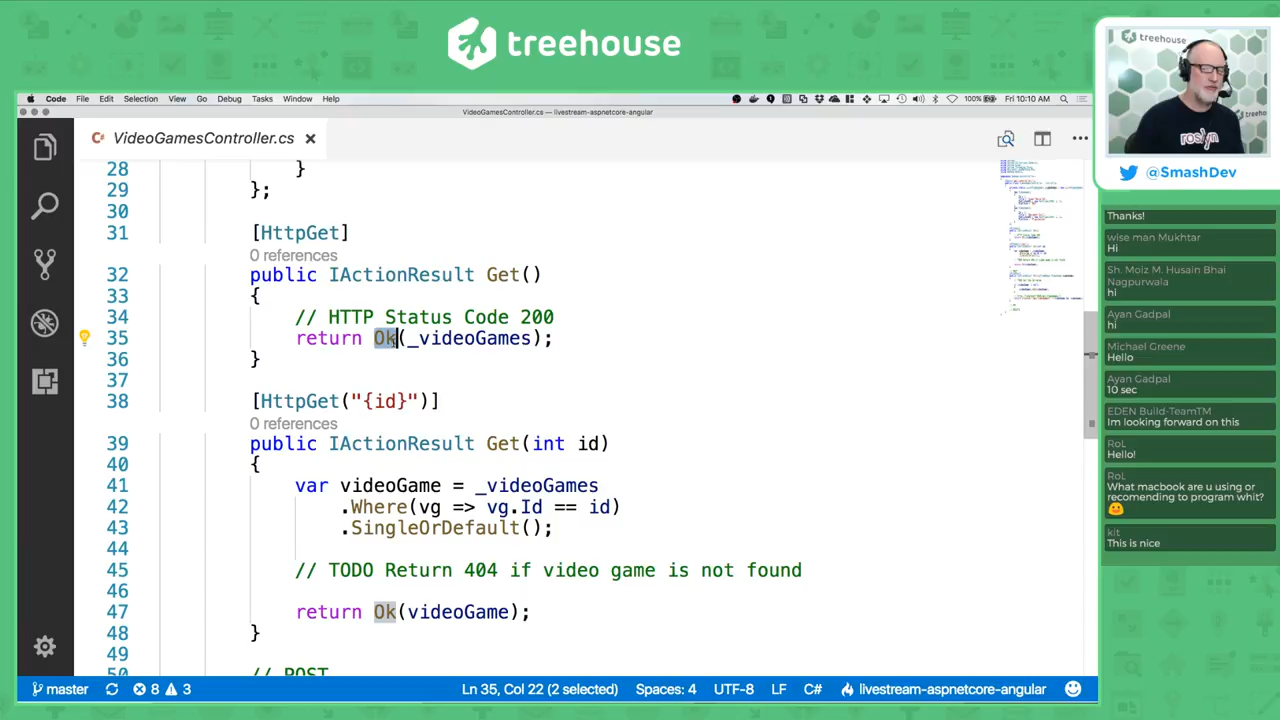 treehouse
Code File Edit Selection View Go Debug Tasks Window Help
100% Fri 10:10 AM
VideoGamesController.cs — livestream-aspnetcore-angular
C# VideoGamesController.cs
28 }
29 };
30
31 [HttpGet]
0 references
32 public IActionResult Get()
33 {
34 // HTTP Status Code 200
35 return Ok(_videoGames);
36 }
37
38 [HttpGet("{id}")]
0 references
39 public IActionResult Get(int id)
40 {
41 var videoGame = _videoGames
42 .Where(vg => vg.Id == id)
43 .SingleOrDefault();
44
45 // TODO Return 404 if video game is not found
46
47 return Ok(videoGame);
48 }
49
50 // POST
master 8 3 Ln 35, Col 22 (2 selected) Spaces: 4 UTF-8 LF C# livestream-aspnetcore-angular
treehouse
roslyn
@SmashDev
Thanks!
wise man Mukhtar
Hi
Sh. Moiz M. Husain Bhai
Nagpurwala
hi
Ayan Gadpal
hi
Michael Greene
Hello
Ayan Gadpal
10 sec
EDEN Build-TeamTM
Im looking forward on this
RoL
Hello!
RoL
What macbook are u using or
recomending to program whit?
kit
This is nice